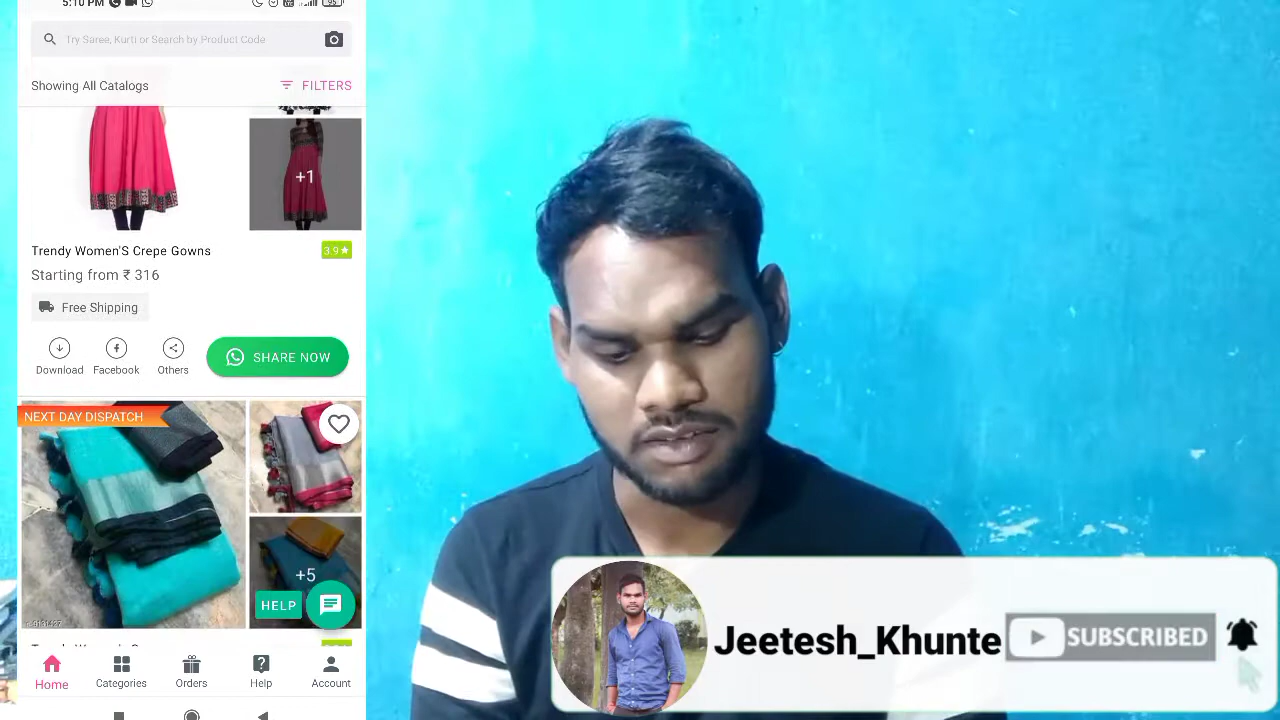 5:10 PM
95
Try Saree, Kurti or Search by Product Code
Showing All Catalogs
FILTERS
+1
Trendy Women'S Crepe Gowns
3.9★
Starting from ₹ 316
Free Shipping
Download
Facebook
Others
SHARE NOW
NEXT DAY DISPATCH
+5
HELP
Home
Categories
Orders
Help
Account
Jeetesh_Khunte
SUBSCRIBED